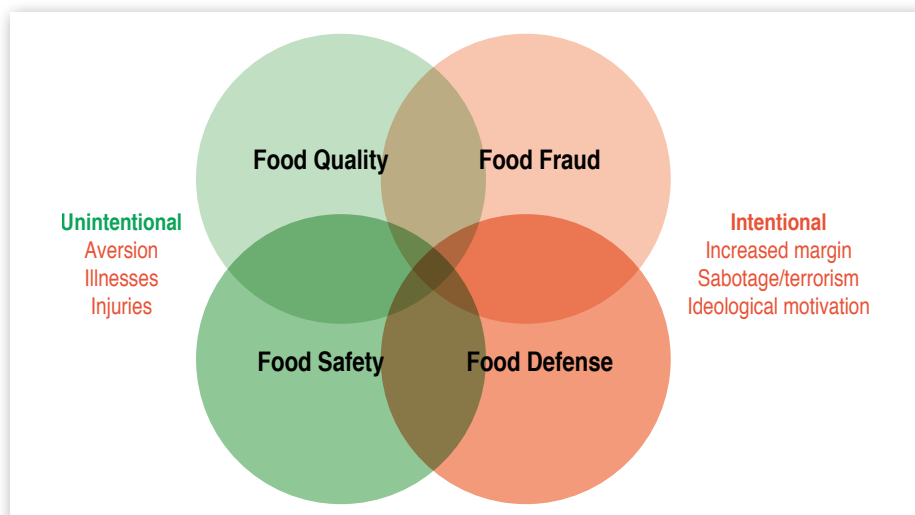 Food Quality
Food Fraud
Unintentional
Aversion
Illnesses
Injuries
Intentional
Increased margin
Sabotage/terrorism
Ideological motivation
Food Safety
Food Defense